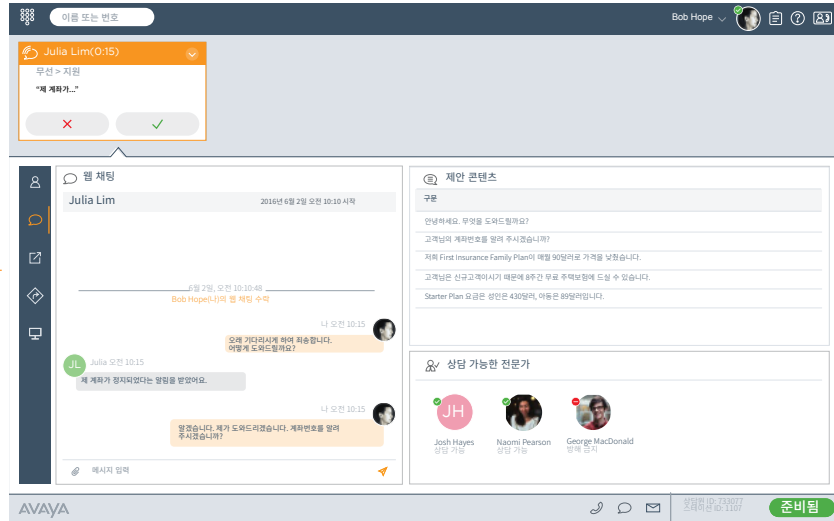 이름 또는 번호
Bob Hope
Julia Lim(0:15)
무선 > 지원
“제 계좌가...”
웹 채팅
Julia Lim
2016년 6월 2일 오전 10:10 시작
6월 2일, 오전 10:10:48
Bob Hope(나)의 웹 채팅 수락
나 오전 10:15
오래 기다리시게 하여 죄송합니다.
어떻게 도와드릴까요?
JL
Julia 오전 10:15
제 계좌가 정지되었다는 알림을 받았어요.
나 오전 10:15
알겠습니다. 제가 도와드리겠습니다. 계좌번호를 알려
주시겠습니까?
메시지 입력
제안 콘텐츠
구문
안녕하세요. 무엇을 도와드릴까요?
고객님의 계좌번호를 말려 주시겠습니까?
저희 First Insurance Family Plan이 매월 90달러로 가격을 낮췄습니다.
고객님은 신규고객이시기 때문에 8주간 무료 주택보험에 드실 수 있습니다.
Starter Plan 요금은 성인은 430달러, 아동은 89달러입니다.
상담 가능한 전문가
JH
Josh Hayes
상담 가능
Naomi Pearson
상담 가능
George MacDonald
방해 금지
AVAYA
상담원 ID: 733077
스테이션 ID: 1107
준비됨